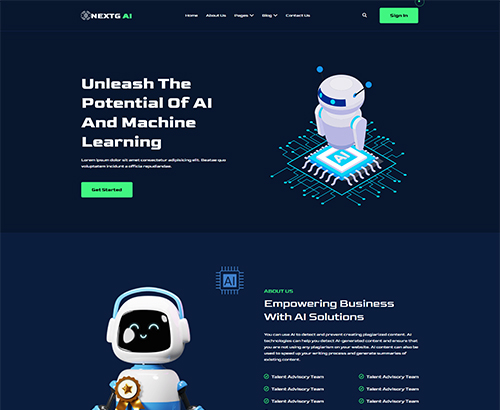 NEXTG AI
Home About Us Pages Blog Contact Us
Sign In
Unleash The
Potential Of AI
And Machine
Learning
Lorem ipsum dolor sit amet consectetur adipisicing elit. Beatae quo
voluptatem incidunt a officia repudiandae.
Get Started
AI
AI
ABOUT US
Empowering Business
With AI Solutions
You can use AI to detect and prevent creating plagiarized content. AI
technologies can help you detect AI-generated content and ensure that
you are not using any plagiarism on your website. AI content can also be
used to speed up your writing process and generate summaries of
existing content.
Talent Advisory Team Talent Advisory Team
Talent Advisory Team Talent Advisory Team
Talent Advisory Team Talent Advisory Team